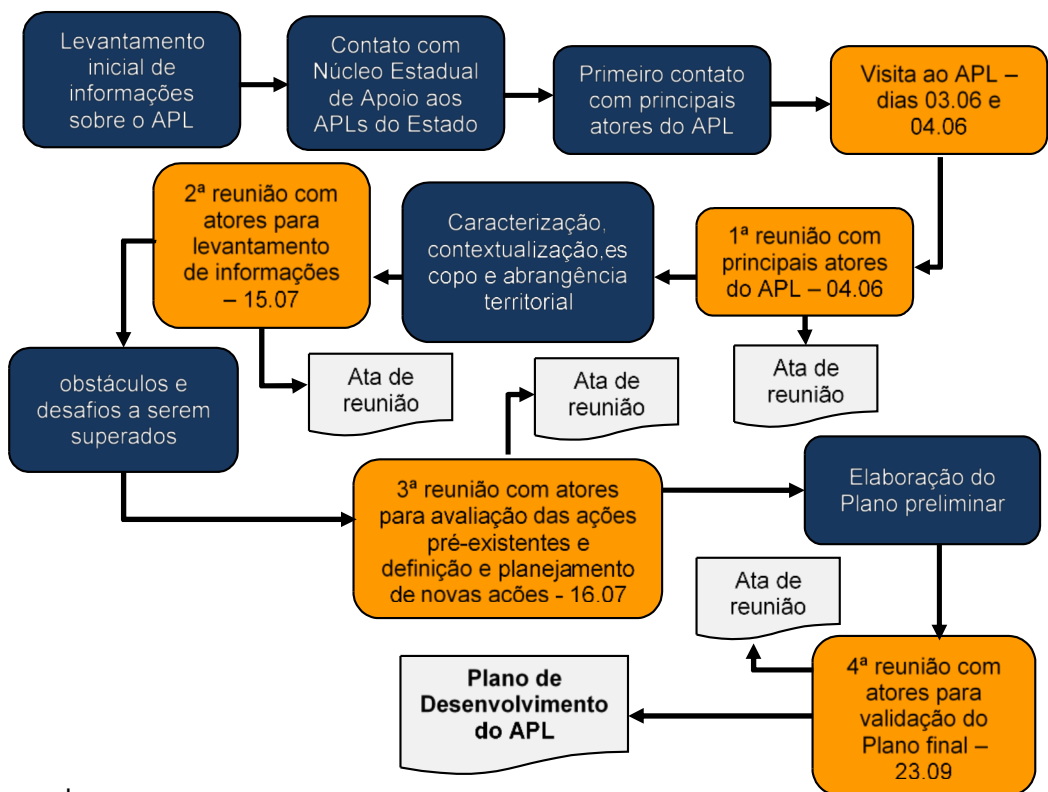 Levantamento
inicial de
informações
sobre o APL
Contato com
Núcleo Estadual
de Apoio aos
APLs do Estado
Primeiro contato
com principais
atores do APL
Visita ao APL –
dias 03.06 e
04.06
1ª reunião com
principais atores
do APL – 04.06
Ata de
reunião
Caracterização,
contextualização,es
copo e abrangência
territorial
2ª reunião com
atores para
levantamento
de informações
– 15.07
Ata de
reunião
obstáculos e
desafios a serem
superados
3ª reunião com atores
para avaliação das ações
pré-existentes e
definição e planejamento
de novas ações - 16.07
Ata de
reunião
Elaboração do
Plano preliminar
4ª reunião com
atores para
validação do
Plano final –
23.09
Ata de
reunião
Plano de
Desenvolvimento
do APL